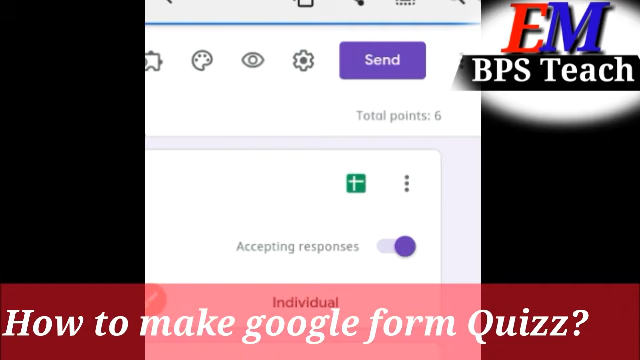 EM
BPS Teach
Send
Total points: 6
Accepting responses
Individual
How to make google form Quizz?